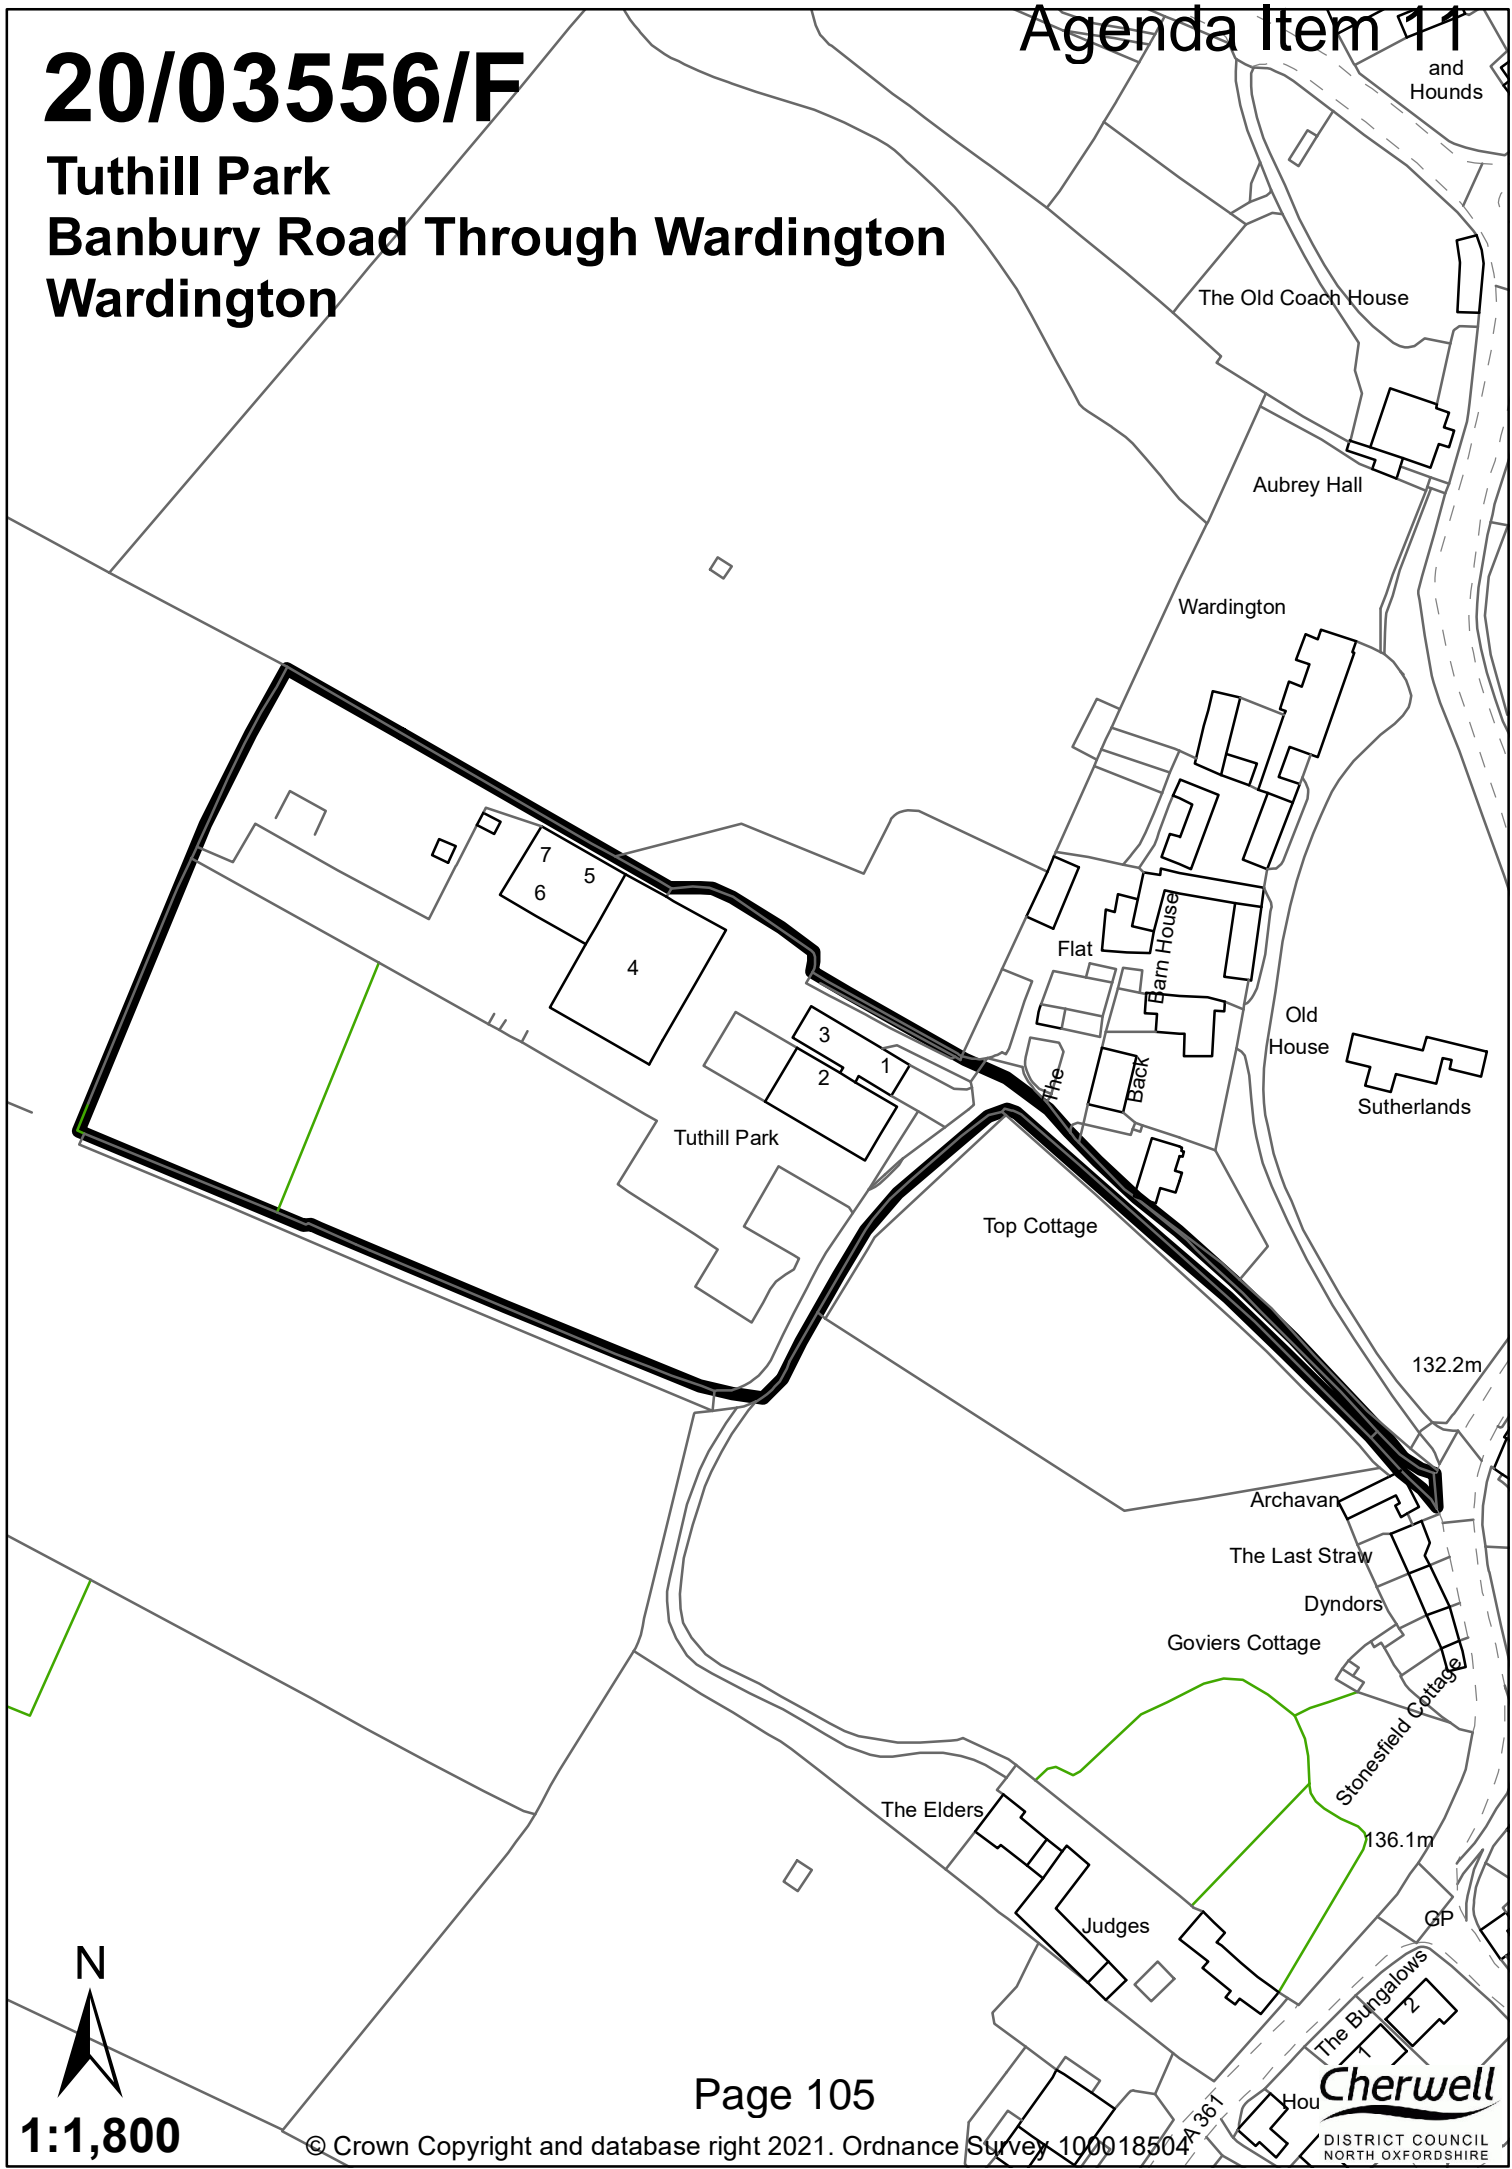 Agenda Item 11
20/03556/F
Tuthill Park
Banbury Road Through Wardington
Wardington
and
Hounds
The Old Coach House
Aubrey Hall
Wardington
7
5
6
4
Flat
Barn House
3
1
2
Old
House
The
Back
Sutherlands
Tuthill Park
Top Cottage
132.2m
Archavan
The Last Straw
Dyndors
Goviers Cottage
Stonesfield Cottage
The Elders
136.1m
Judges
GP
The Bungalows
2
1
Hou
A361
N
1:1,800
Page 105
© Crown Copyright and database right 2021. Ordnance Survey 100018504
Cherwell
DISTRICT COUNCIL
NORTH OXFORDSHIRE